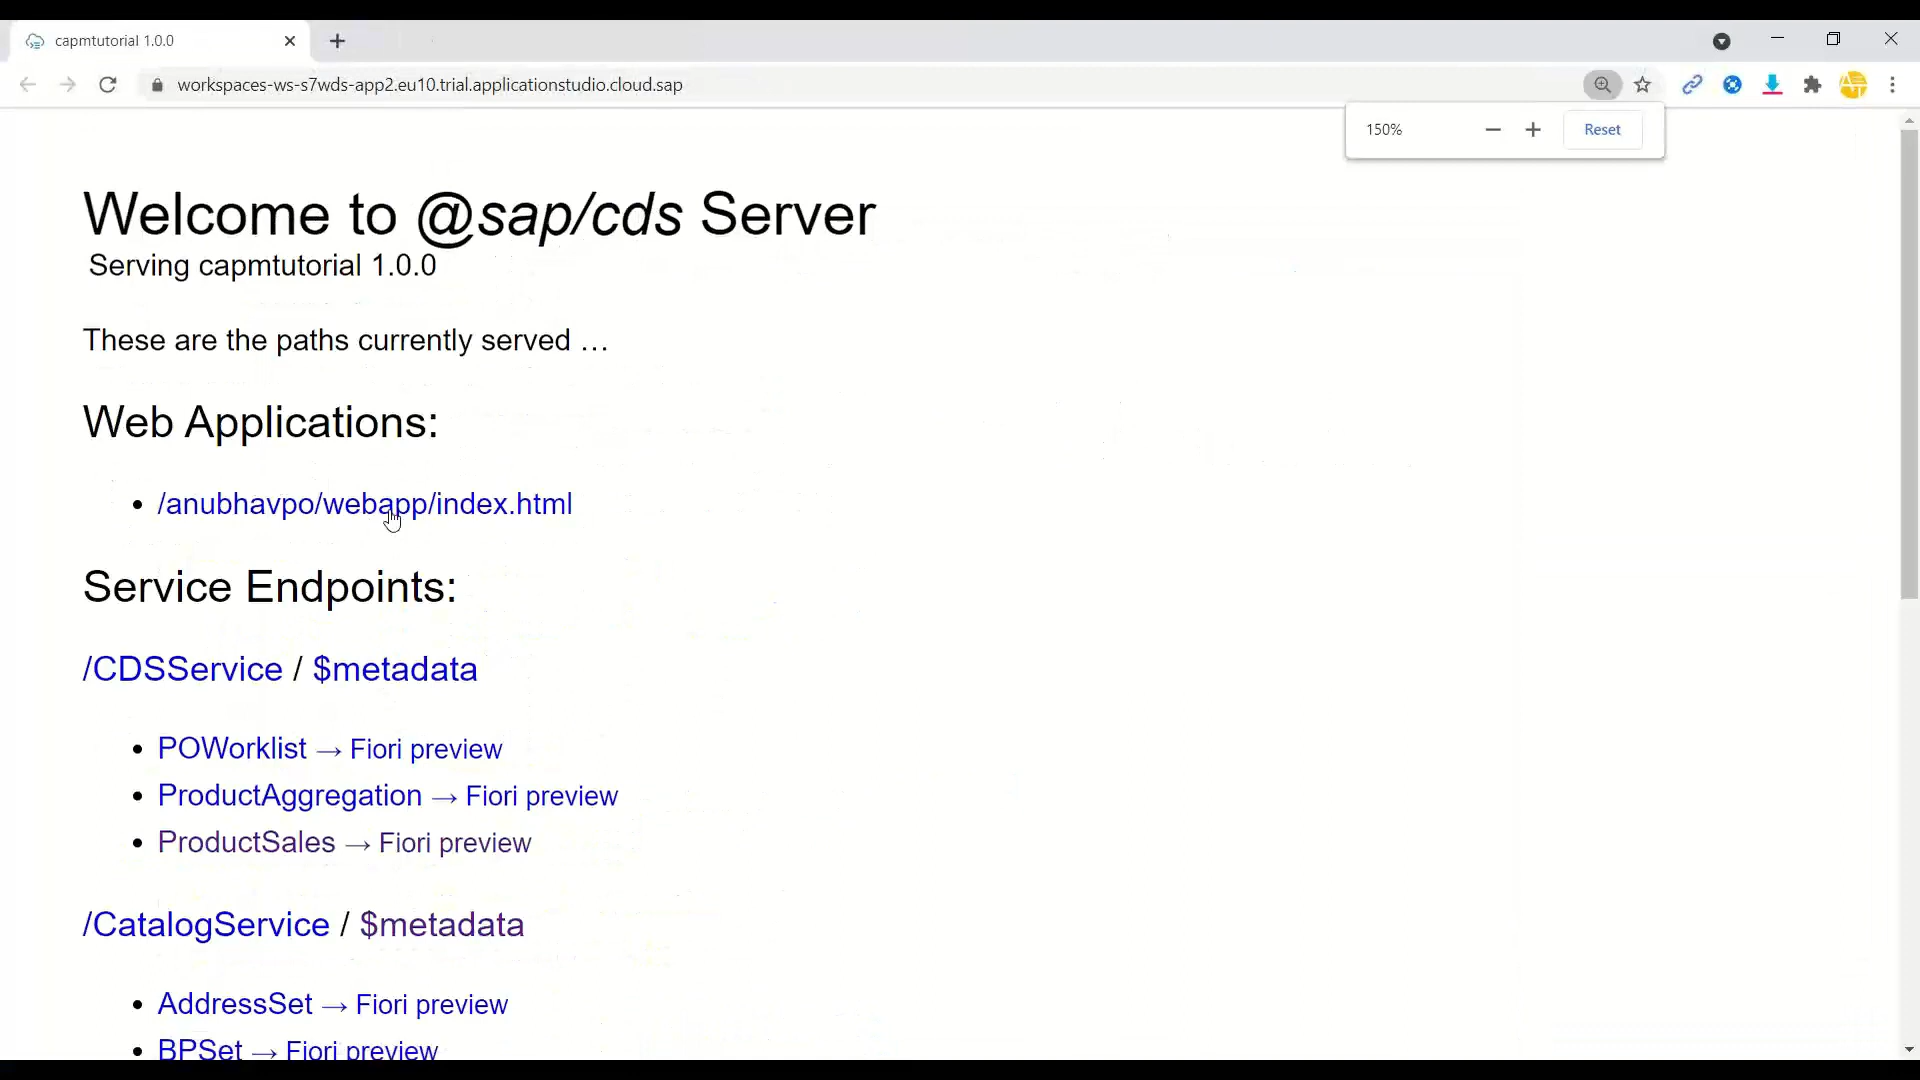 capmtutorial 1.0.0
workspaces-ws-s7wds-app2.eu10.trial.applicationstudio.cloud.sap
150%
Reset
Welcome to @sap/cds Server
Serving capmtutorial 1.0.0
These are the paths currently served …
Web Applications:
/anubhavpo/webapp/index.html
Service Endpoints:
/CDSService / $metadata
POWorklist → Fiori preview
ProductAggregation → Fiori preview
ProductSales → Fiori preview
/CatalogService / $metadata
AddressSet → Fiori preview
BPSet → Fiori preview